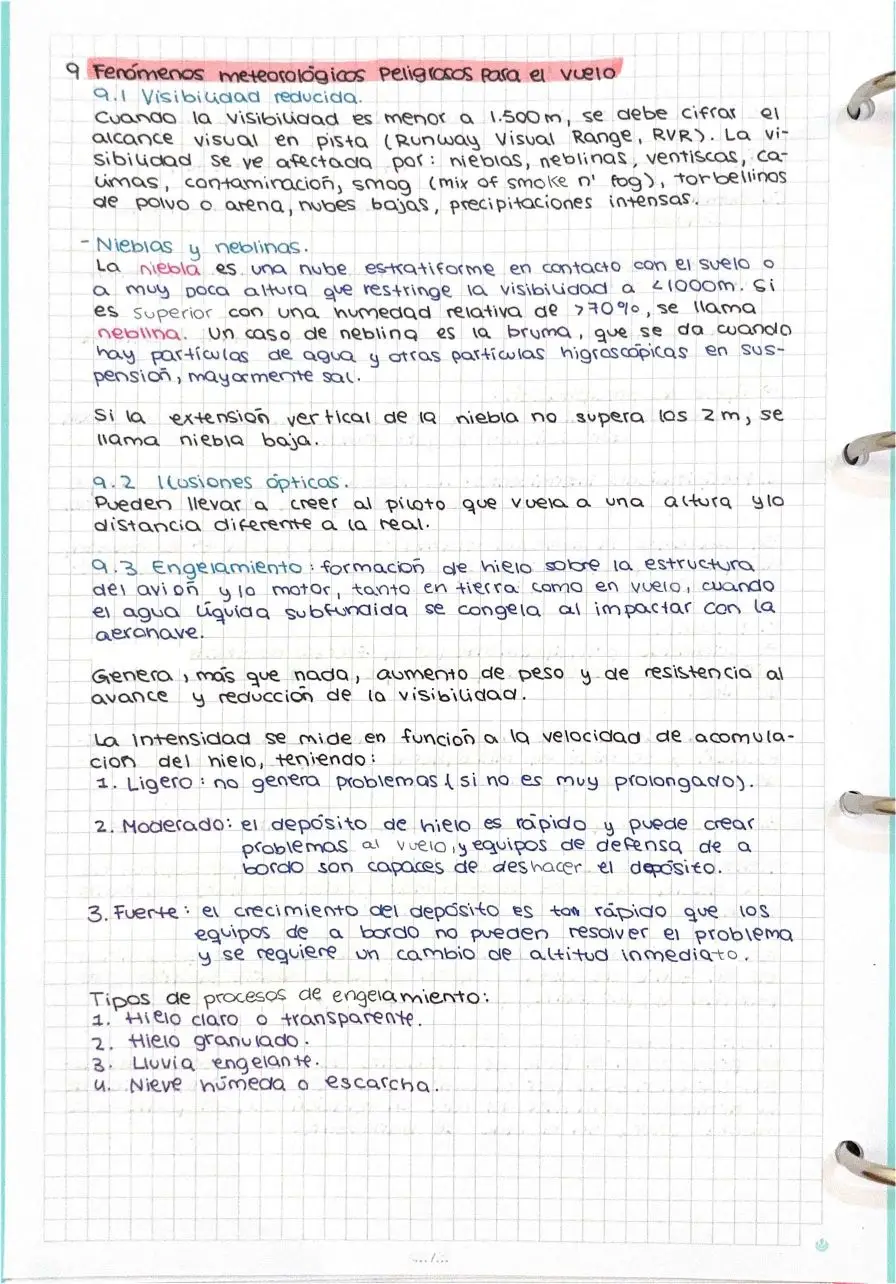 9 Fenómenos meteorológicos peligrosos para el vuelo
9.1 Visibilidad reducida.
Cuando la visibilidad es menor a 1.500m, se debe cifrar el
alcance visual en pista (Runway Visual Range, RVR). La vi-
sibilidad se ve afectada por: nieblas, neblinas, ventiscas, ca-
limas, contaminación, smog (mix of smoke n' fog), torbellinos
de polvo o arena, nubes bajas, precipitaciones intensas.
- Nieblas y neblinas.
La niebla es una nube estratiforme en contacto con el suelo o
a muy poca altura que restringe la visibilidad a <1000m. Si
es superior con una humedad relativa de >70%, se llama
neblina. Un caso de neblina es la bruma, que se da cuando
hay partículas de agua y otras partículas higroscópicas en sus-
pensión, mayormente sal.
Si la extensión vertical de la niebla no supera los 2m, se
llama niebla baja.
9.2 Ilusiones ópticas.
Pueden llevar a creer al piloto que vuela a una altura y/o
distancia diferente a la real.
9.3 Engelamiento: formación de hielo sobre la estructura
del avión y/o motor, tanto en tierra como en vuelo, cuando
el agua líquida subfundida se congela al impactar con la
aeronave.
Genera, más que nada, aumento de peso y de resistencia al
avance y reducción de la visibilidad.
La intensidad se mide en función a la velocidad de acomula-
ción del hielo, teniendo:
1. Ligero: no genera problemas (si no es muy prolongado).
2. Moderado: el depósito de hielo es rápido y puede crear
problemas al vuelo, y equipos de defensa de a
bordo son capaces de deshacer el depósito.
3. Fuerte: el crecimiento del depósito es tan rápido que los
equipos de a bordo no pueden resolver el problema
y se requiere un cambio de altitud inmediato.
Tipos de procesos de engelamiento:
1. Hielo claro o transparente.
2. Hielo granulado.
3. Lluvia engelante.
4. Nieve húmeda o escarcha.
.../...